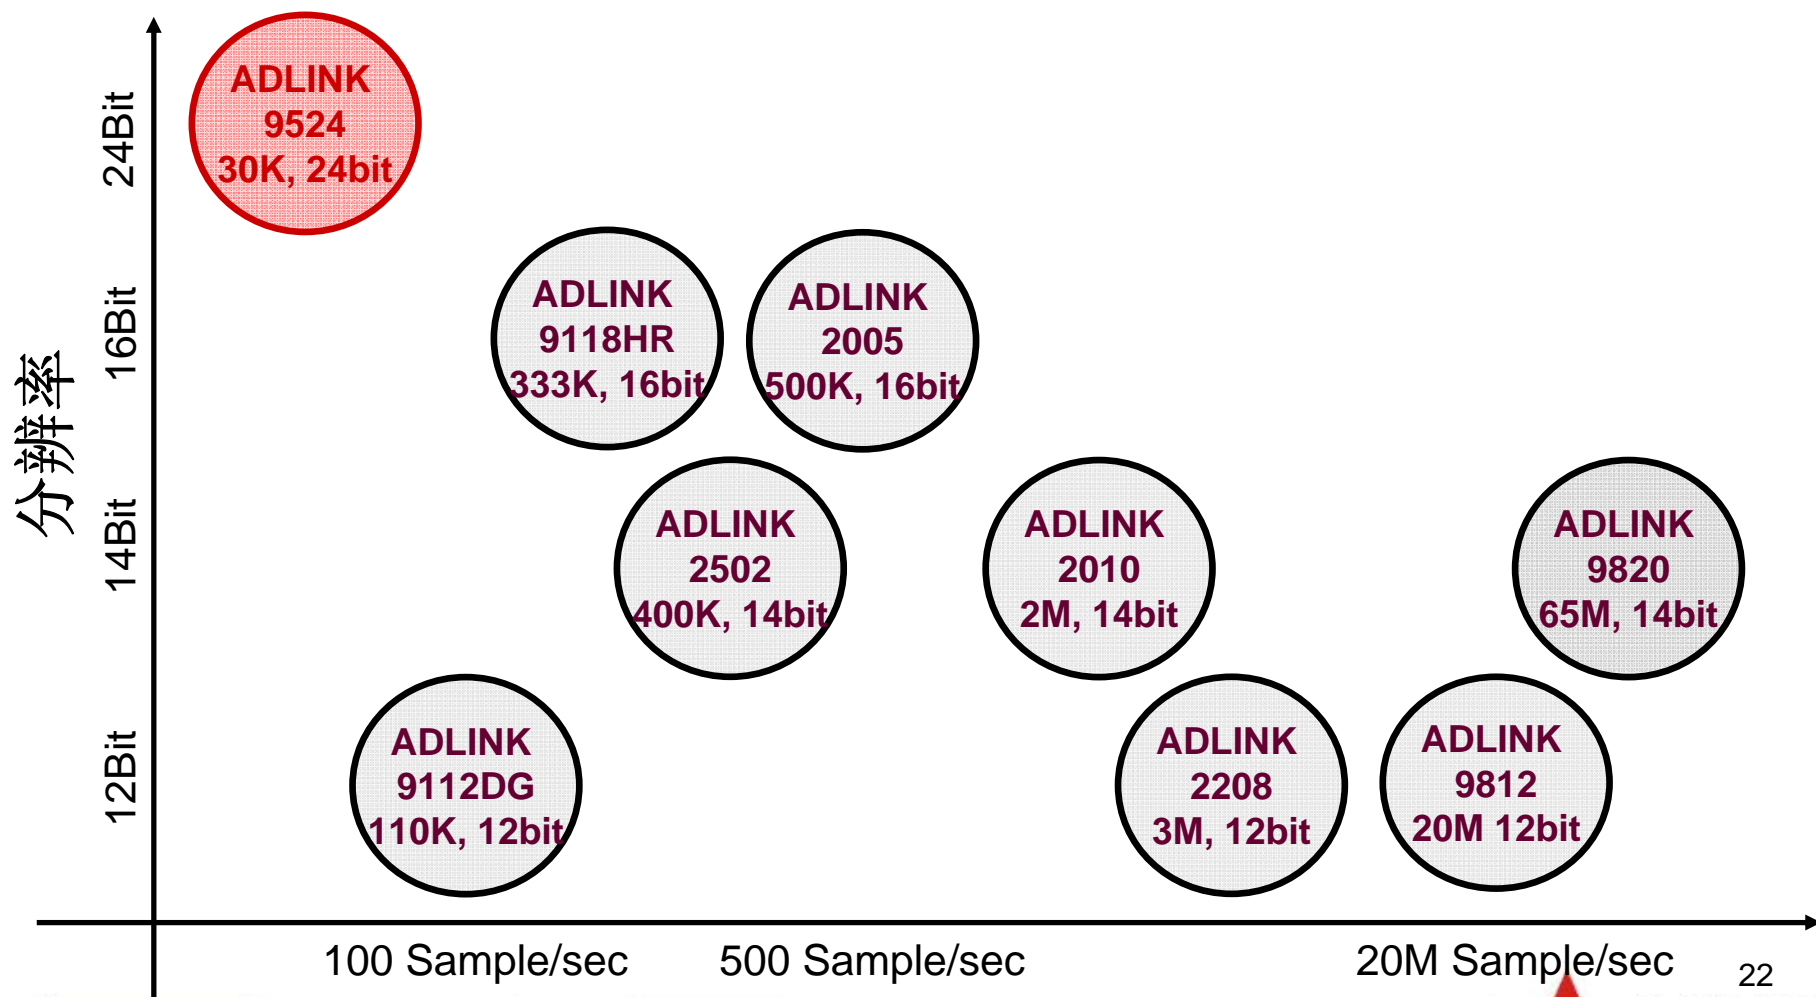 分辨率
24Bit
16Bit
14Bit
12Bit
ADLINK
9524
30K, 24bit
ADLINK
9118HR
333K, 16bit
ADLINK
2005
500K, 16bit
ADLINK
2502
400K, 14bit
ADLINK
2010
2M, 14bit
ADLINK
9820
65M, 14bit
ADLINK
9112DG
110K, 12bit
ADLINK
2208
3M, 12bit
ADLINK
9812
20M 12bit
100 Sample/sec
500 Sample/sec
20M Sample/sec
22